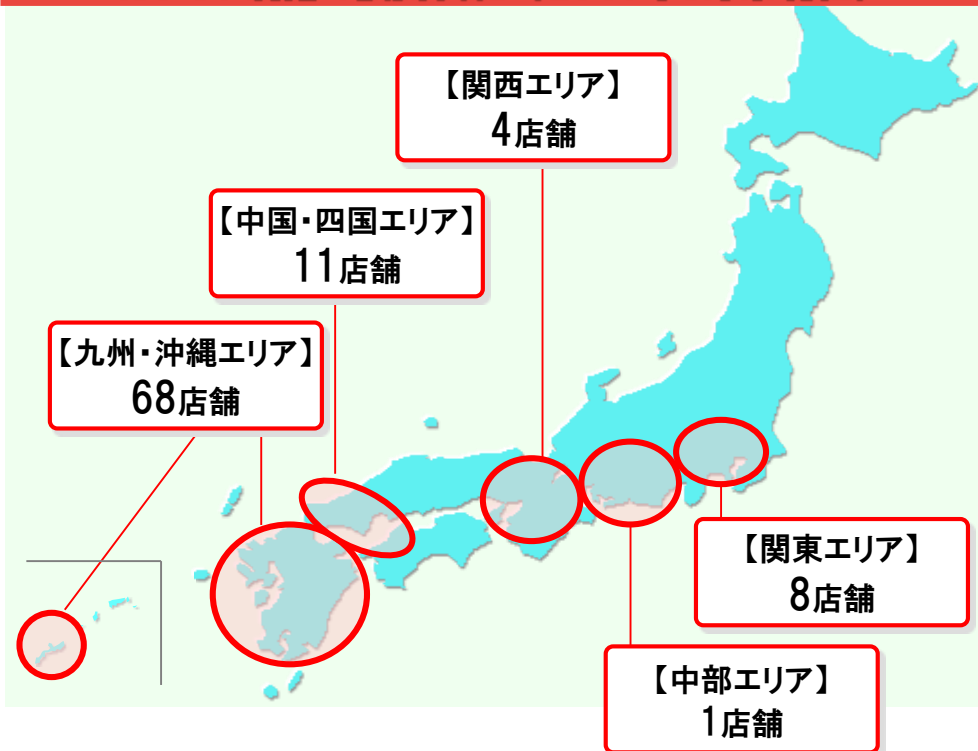 【関西エリア】
4店舗
【中国・四国エリア】
11店舗
【九州・沖縄エリア】
68店舗
【関東エリア】
8店舗
【中部エリア】
1店舗